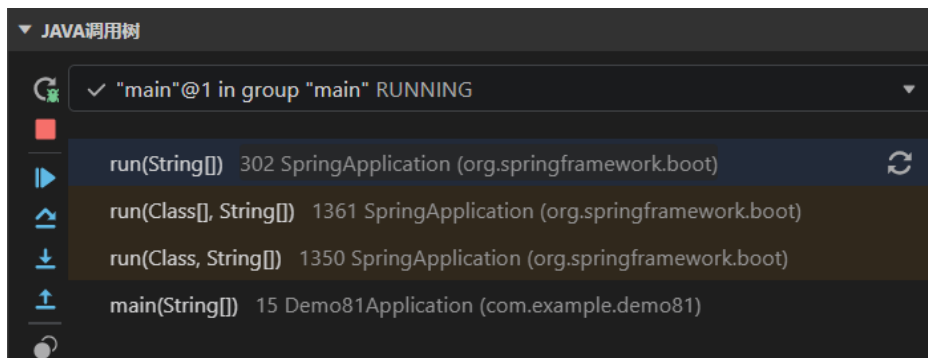 JAVA调用树
"main"@1 in group "main" RUNNING
run(String[]) 302 SpringApplication (org.springframework.boot)
run(Class[], String[]) 1361 SpringApplication (org.springframework.boot)
run(Class, String[]) 1350 SpringApplication (org.springframework.boot)
main(String[]) 15 Demo81Application (com.example.demo81)